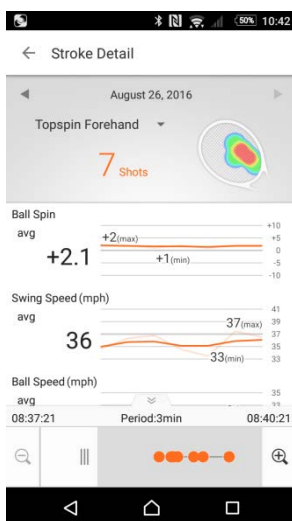 50% 10:42
Stroke Detail
August 26, 2016
Topspin Forehand
7 Shots
Ball Spin
avg
+2.1
+2(max)
+1(min)
+10
+5
0
-5
-10
Swing Speed (mph)
avg
36
37(max)
33(min)
41
39
37
35
33
Ball Speed (mph)
avg
35
08:37:21 Period:3min 08:40:21